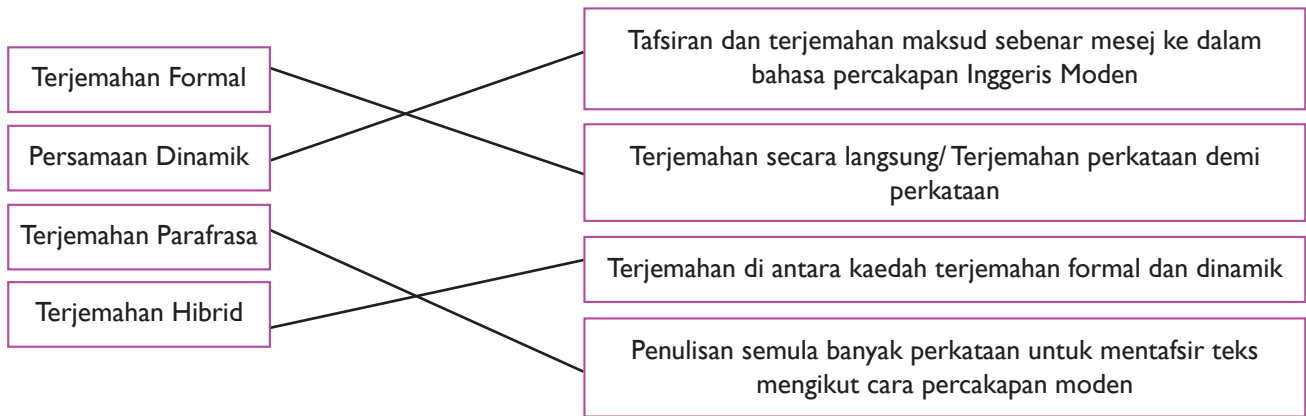 Terjemahan Formal
Persamaan Dinamik
Terjemahan Parafrasa
Terjemahan Hibrid
Tafsiran dan terjemahan maksud sebenar mesej ke dalam
bahasa percakapan Inggeris Moden
Terjemahan secara langsung/ Terjemahan perkataan demi
perkataan
Terjemahan di antara kaedah terjemahan formal dan dinamik
Penulisan semula banyak perkataan untuk mentafsir teks
mengikut cara percakapan moden